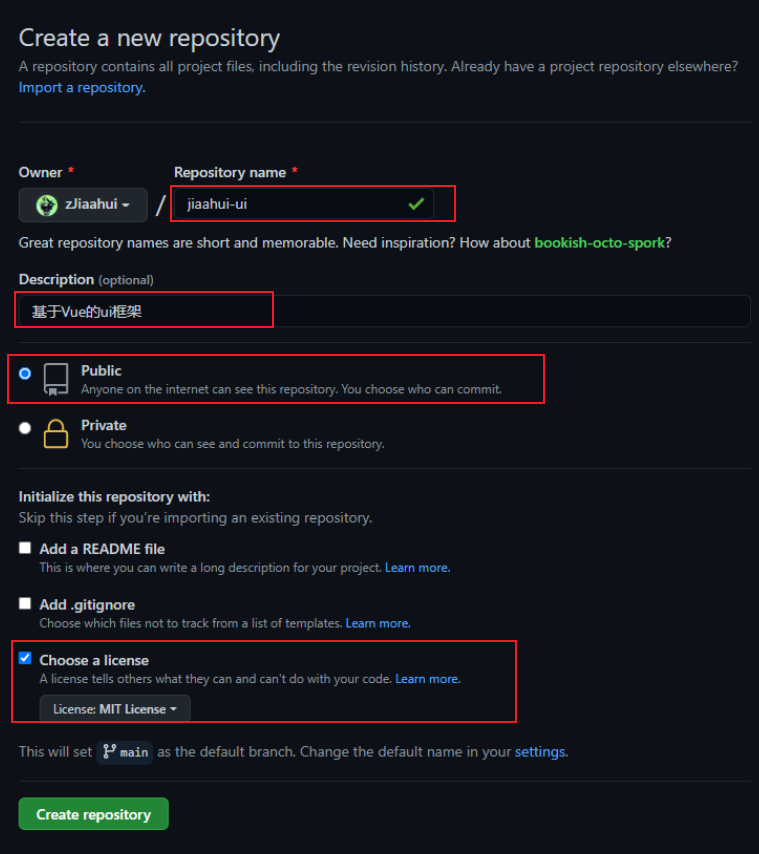 Create a new repository
A repository contains all project files, including the revision history. Already have a project repository elsewhere?
Import a repository.
Owner * Repository name *
zJiaahui / jiaahui-ui
Great repository names are short and memorable. Need inspiration? How about bookish-octo-spork?
Description (optional)
基于Vue的ui框架
Public
Anyone on the internet can see this repository. You choose who can commit.
Private
You choose who can see and commit to this repository.
Initialize this repository with:
Skip this step if you're importing an existing repository.
Add a README file
This is where you can write a long description for your project. Learn more.
Add .gitignore
Choose which files not to track from a list of templates. Learn more.
Choose a license
A license tells others what they can and can't do with your code. Learn more.
License: MIT License
This will set main as the default branch. Change the default name in your settings.
Create repository